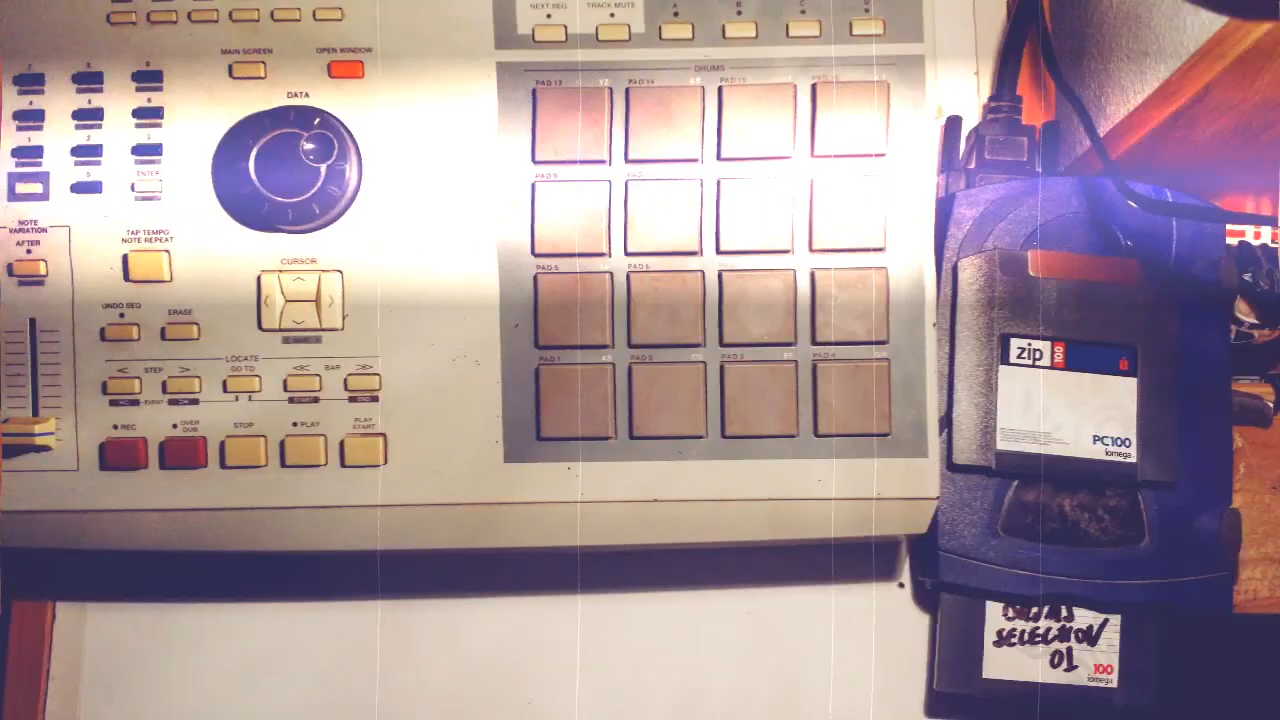 NEXT SEQ
TRACK MUTE
A
B
C
D
MAIN SCREEN
OPEN WINDOW
DRUMS
DATA
PAD 13
PAD 14
PAD 15
7
8
9
4
5
6
1
2
3
0
ENTER
PAD 9
NOTE
VARIATION
AFTER
TAP TEMPO
NOTE REPEAT
CURSOR
PAD 5
PAD 6
UNDO SEQ
ERASE
LOCATE
< STEP >
GO TO
<< BAR >>
EVENT
START
END
PAD 1
PAD 2
PAD 3
PAD 4
REC
OVER
DUB
STOP
PLAY
PLAY
START
zip 100
PC100
iomega
DRUMS
SELECTION
01
100
iomega